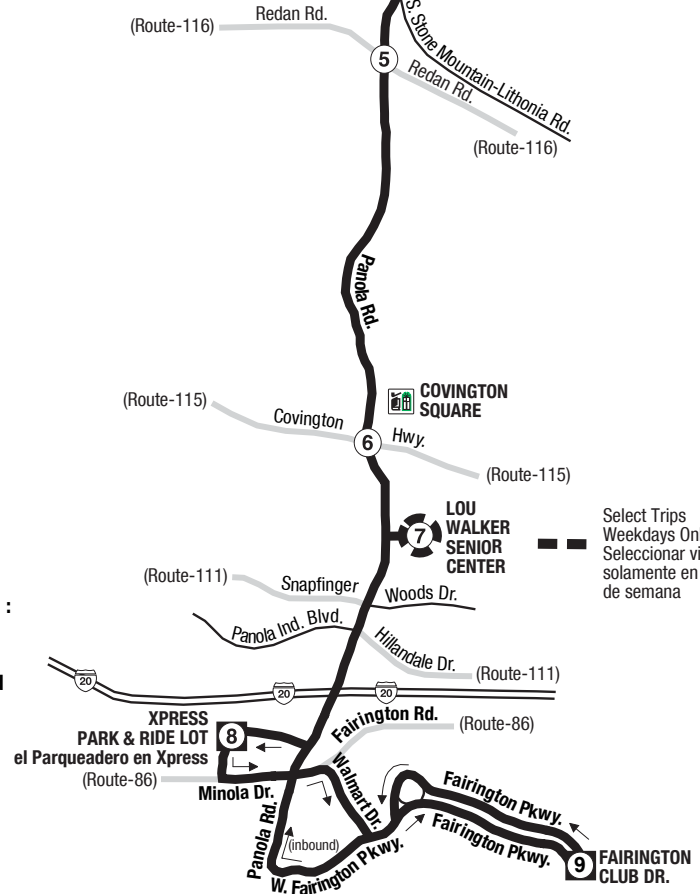 (Route-116)
Redan Rd.
S. Stone Mountain-Lithonia Rd.
5
Redan Rd.
(Route-116)
Panola Rd.
COVINGTON
SQUARE
(Route-115)
Covington
6
Hwy.
(Route-115)
7
LOU
WALKER
SENIOR
CENTER
Select Trips
Weekdays
Seleccionar
solamente en
de semana
(Route-111)
Snapfinger
Woods Dr.
:
Panola Ind. Blvd.
Hillandale Dr.
(Route-111)
20
20
20
XPRESS
PARK & RIDE LOT
el Parqueadero en Xpress
8
Fairington Rd.
(Route-86)
(Route-86)
Minola Dr.
Walmart Dr.
Panola Rd.
(inbound)
W. Fairington Pkwy.
Fairington Pkwy.
Fairington Pkwy.
9
FAIRINGTON
CLUB DR.